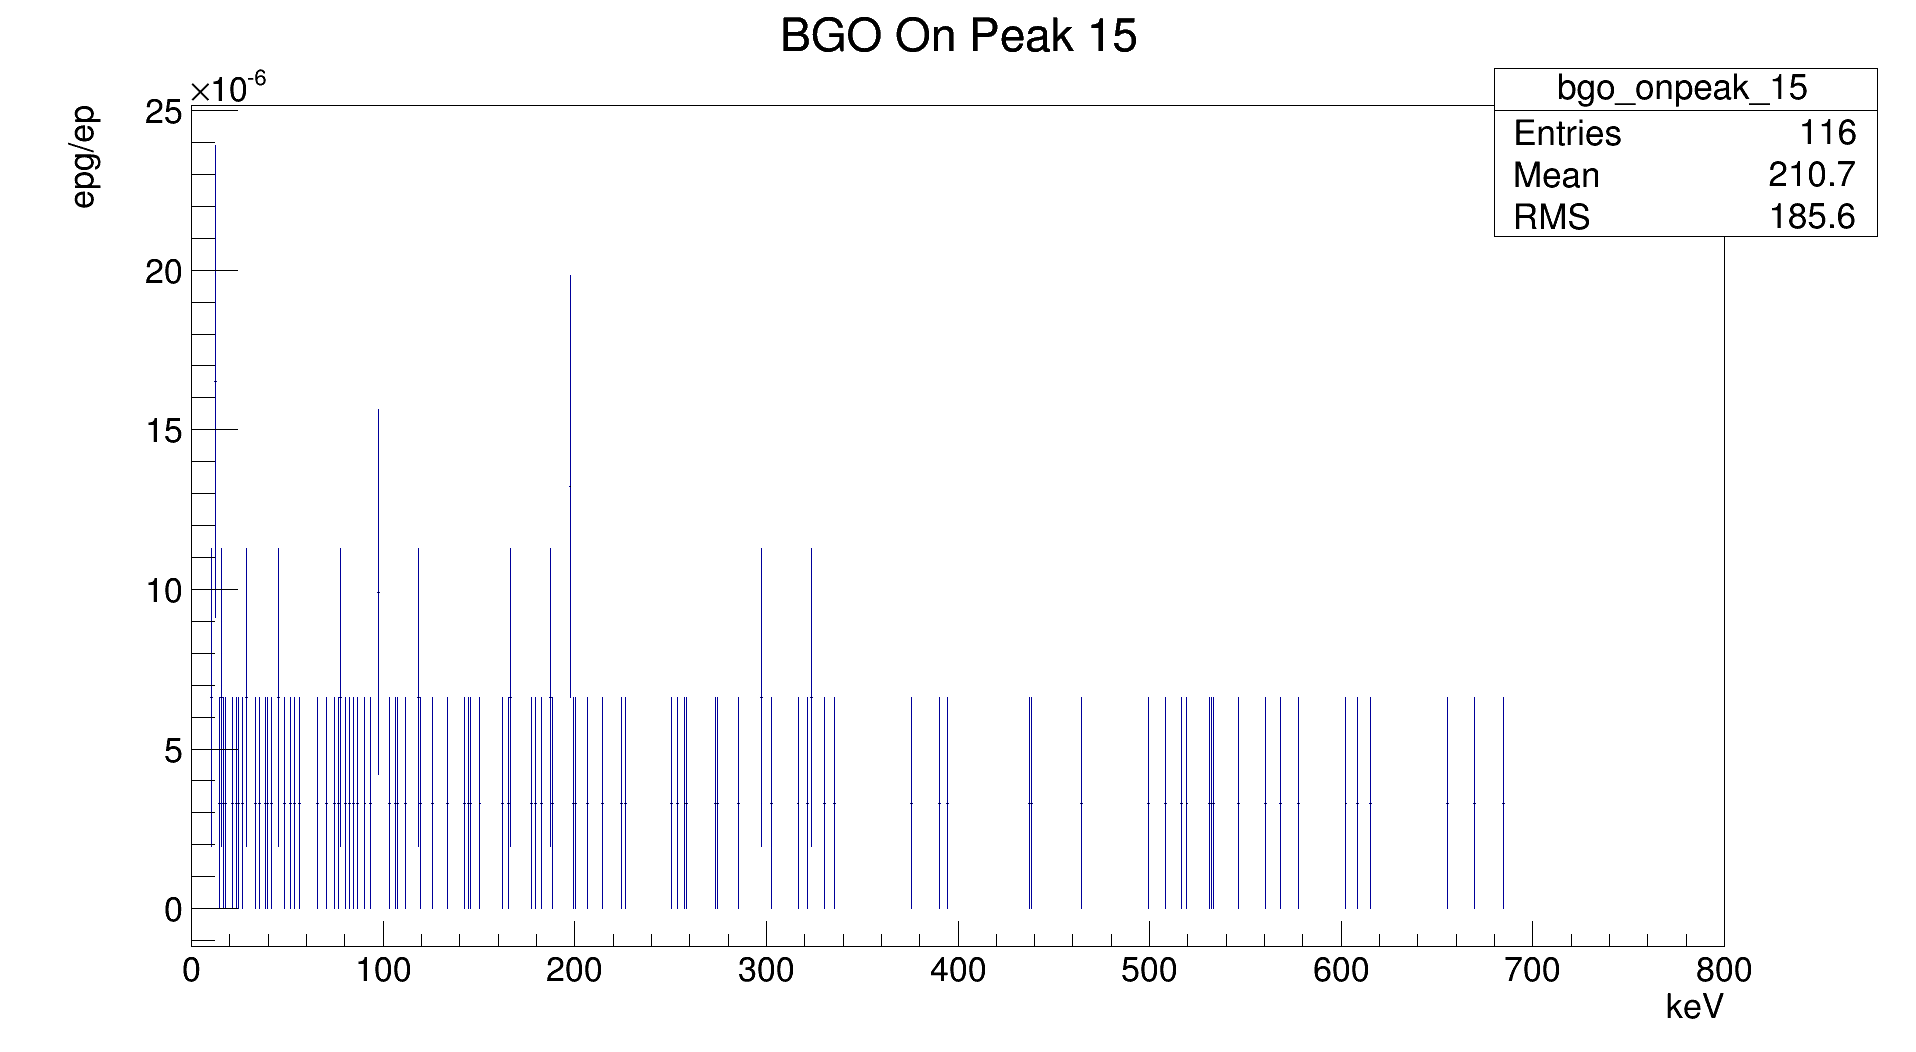 BGO On Peak 15
×10-6
epg/ep
bgo_onpeak_15
Entries 116
Mean 210.7
RMS 185.6
25
20
15
10
5
0
0 100 200 300 400 500 600 700 800
keV